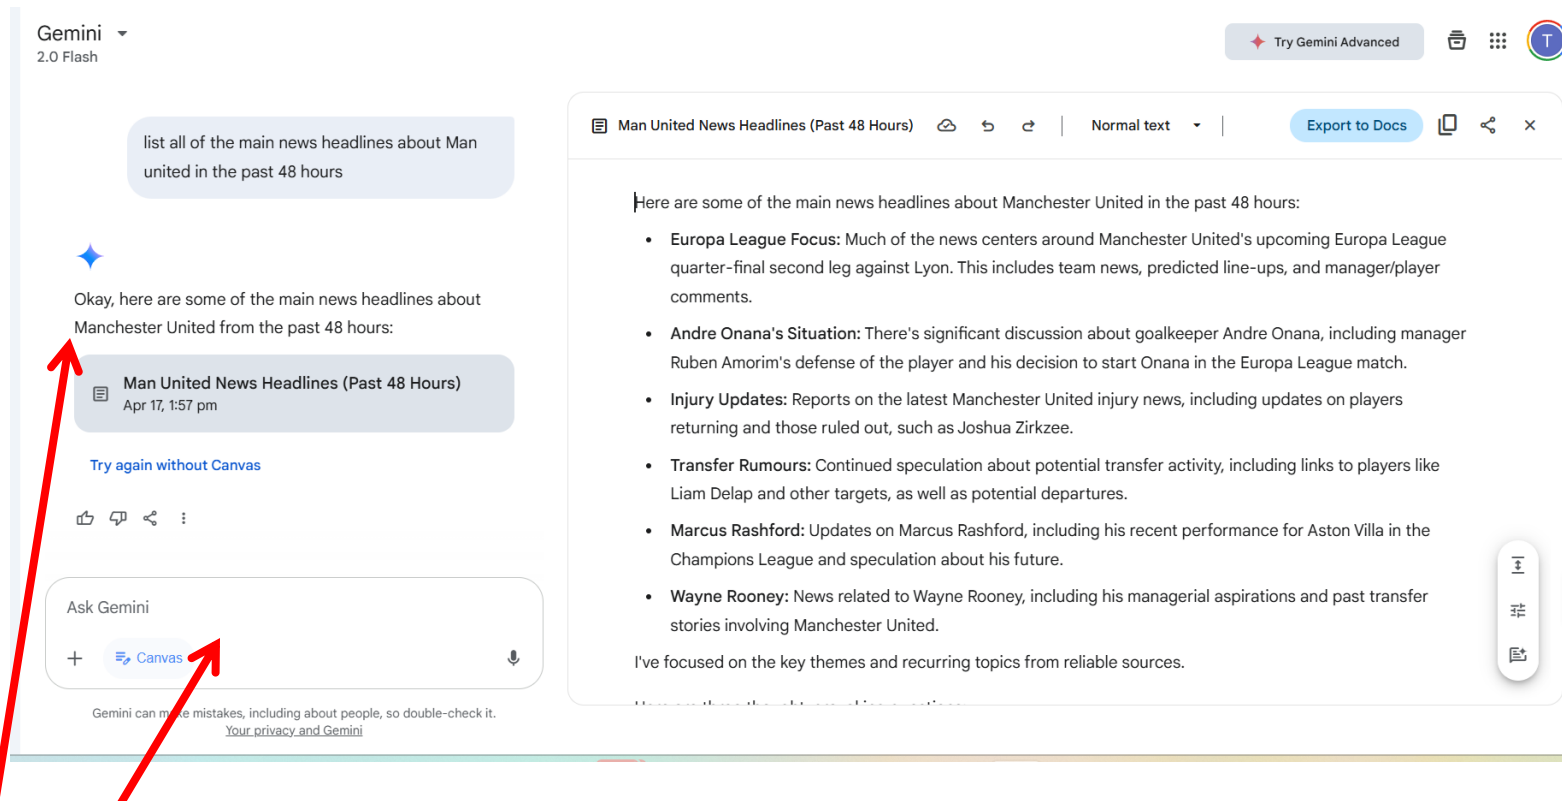 Gemini
2.0 Flash
Try Gemini Advanced
T
list all of the main news headlines about Man
united in the past 48 hours
Okay, here are some of the main news headlines about
Manchester United from the past 48 hours:
Man United News Headlines (Past 48 Hours)
Apr 17, 1:57 pm
Try again without Canvas
Ask Gemini
Canvas
Gemini can make mistakes, including about people, so double-check it.
Your privacy and Gemini
Man United News Headlines (Past 48 Hours)
Normal text
Export to Docs
Here are some of the main news headlines about Manchester United in the past 48 hours:
• Europa League Focus: Much of the news centers around Manchester United's upcoming Europa League
quarter-final second leg against Lyon. This includes team news, predicted line-ups, and manager/player
comments.
• Andre Onana's Situation: There's significant discussion about goalkeeper Andre Onana, including manager
Ruben Amorim's defense of the player and his decision to start Onana in the Europa League match.
• Injury Updates: Reports on the latest Manchester United injury news, including updates on players
returning and those ruled out, such as Joshua Zirkzee.
• Transfer Rumours: Continued speculation about potential transfer activity, including links to players like
Liam Delap and other targets, as well as potential departures.
• Marcus Rashford: Updates on Marcus Rashford, including his recent performance for Aston Villa in the
Champions League and speculation about his future.
• Wayne Rooney: News related to Wayne Rooney, including his managerial aspirations and past transfer
stories involving Manchester United.
I've focused on the key themes and recurring topics from reliable sources.